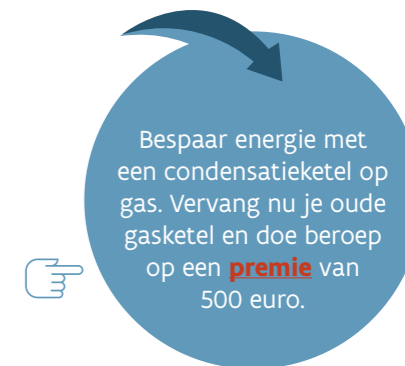 Bespaar energie met
een condensatieketel op
gas. Vervang nu je oude
gasketel en doe beroep
op een premie van
500 euro.